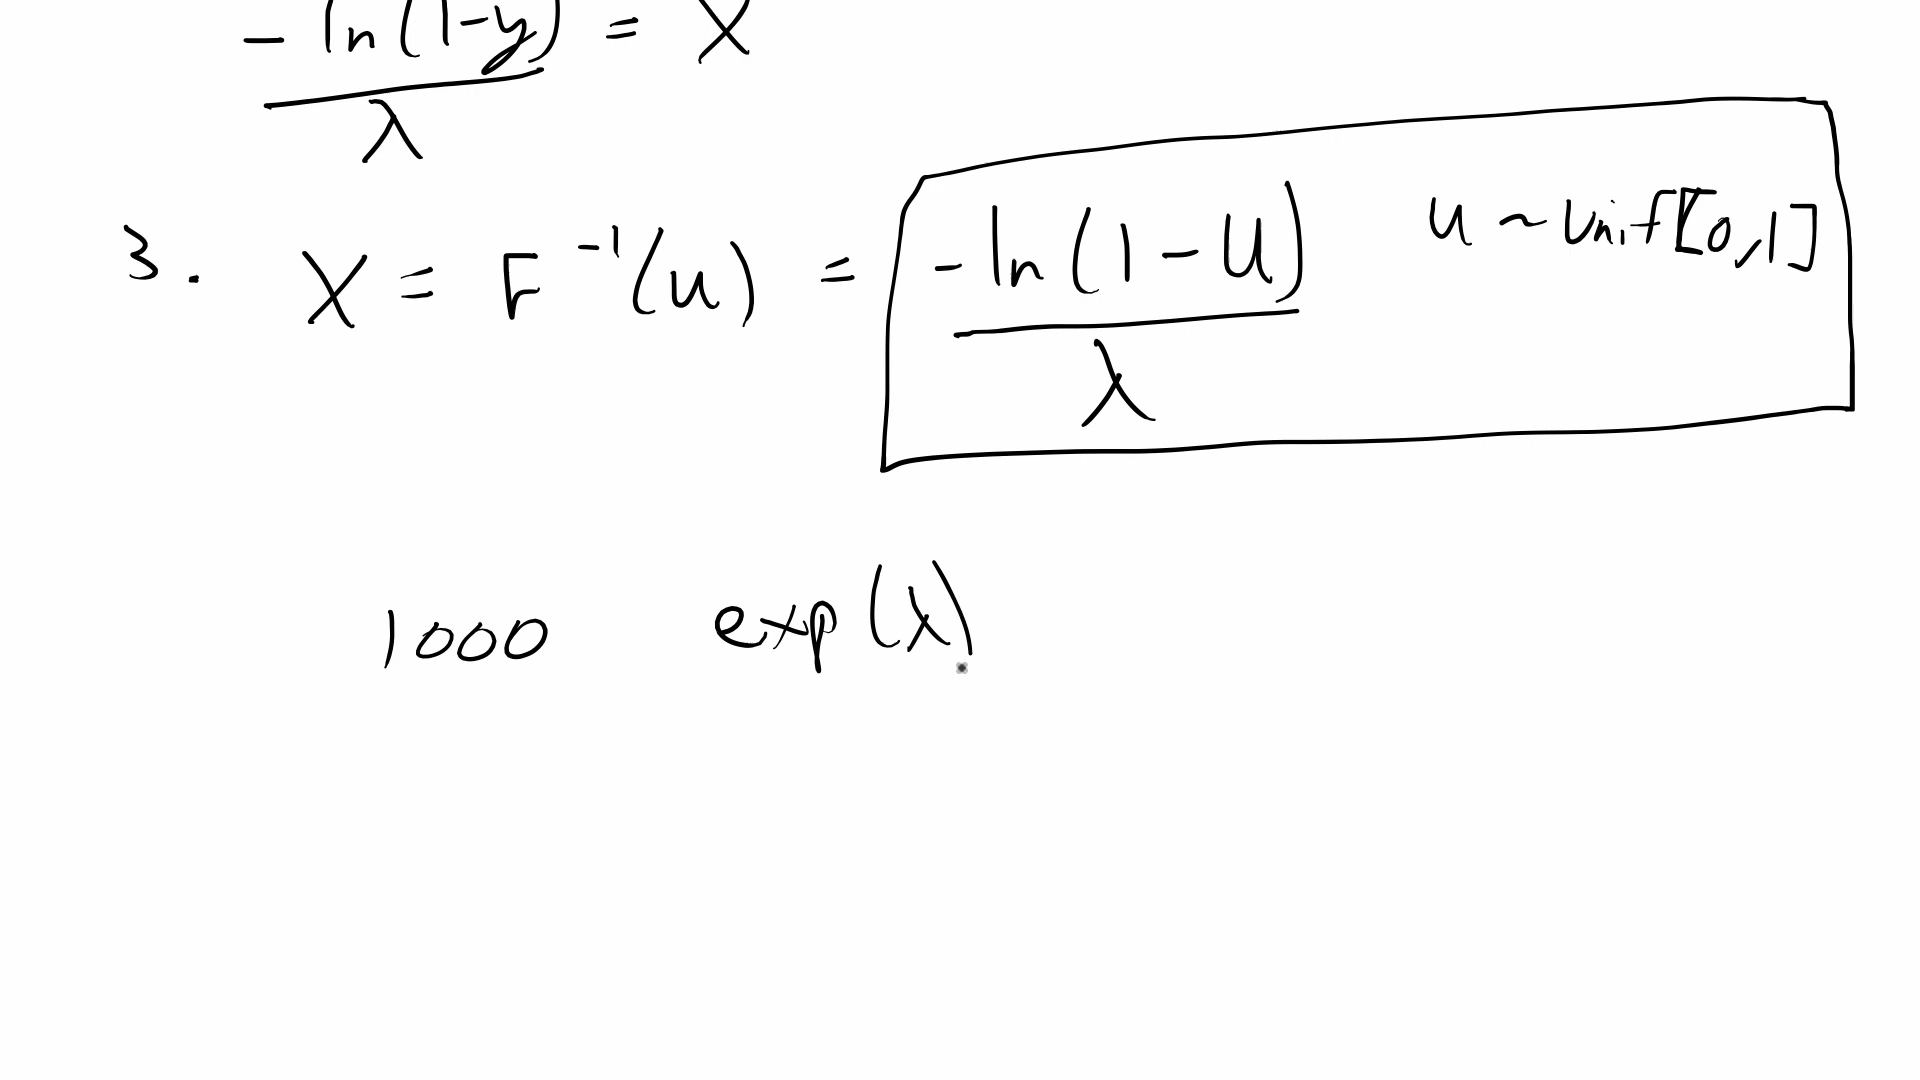 -ln(1-y)/λ = X
3. X = F⁻¹(u) = -ln(1-U)/λ u ~ Unif[0,1]
1000 exp(λ)